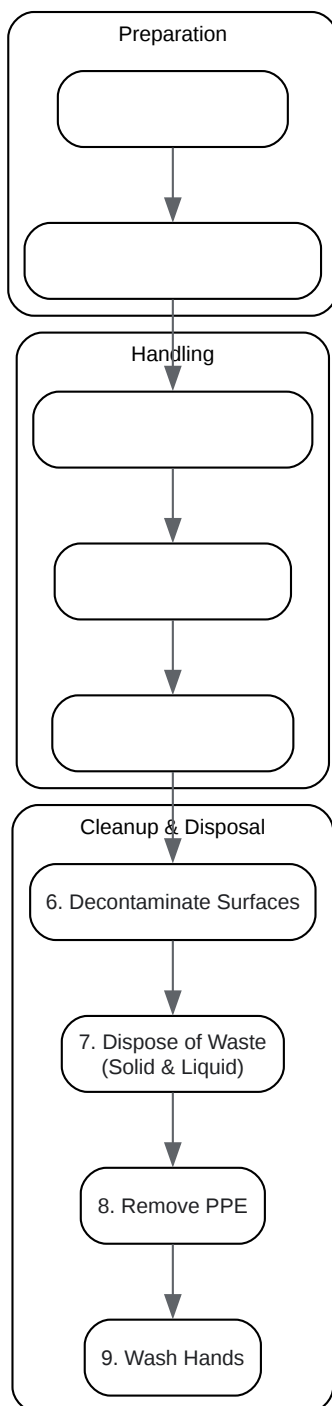 Preparation
Handling
Cleanup & Disposal
6. Decontaminate Surfaces
7. Dispose of Waste
(Solid & Liquid)
8. Remove PPE
9. Wash Hands